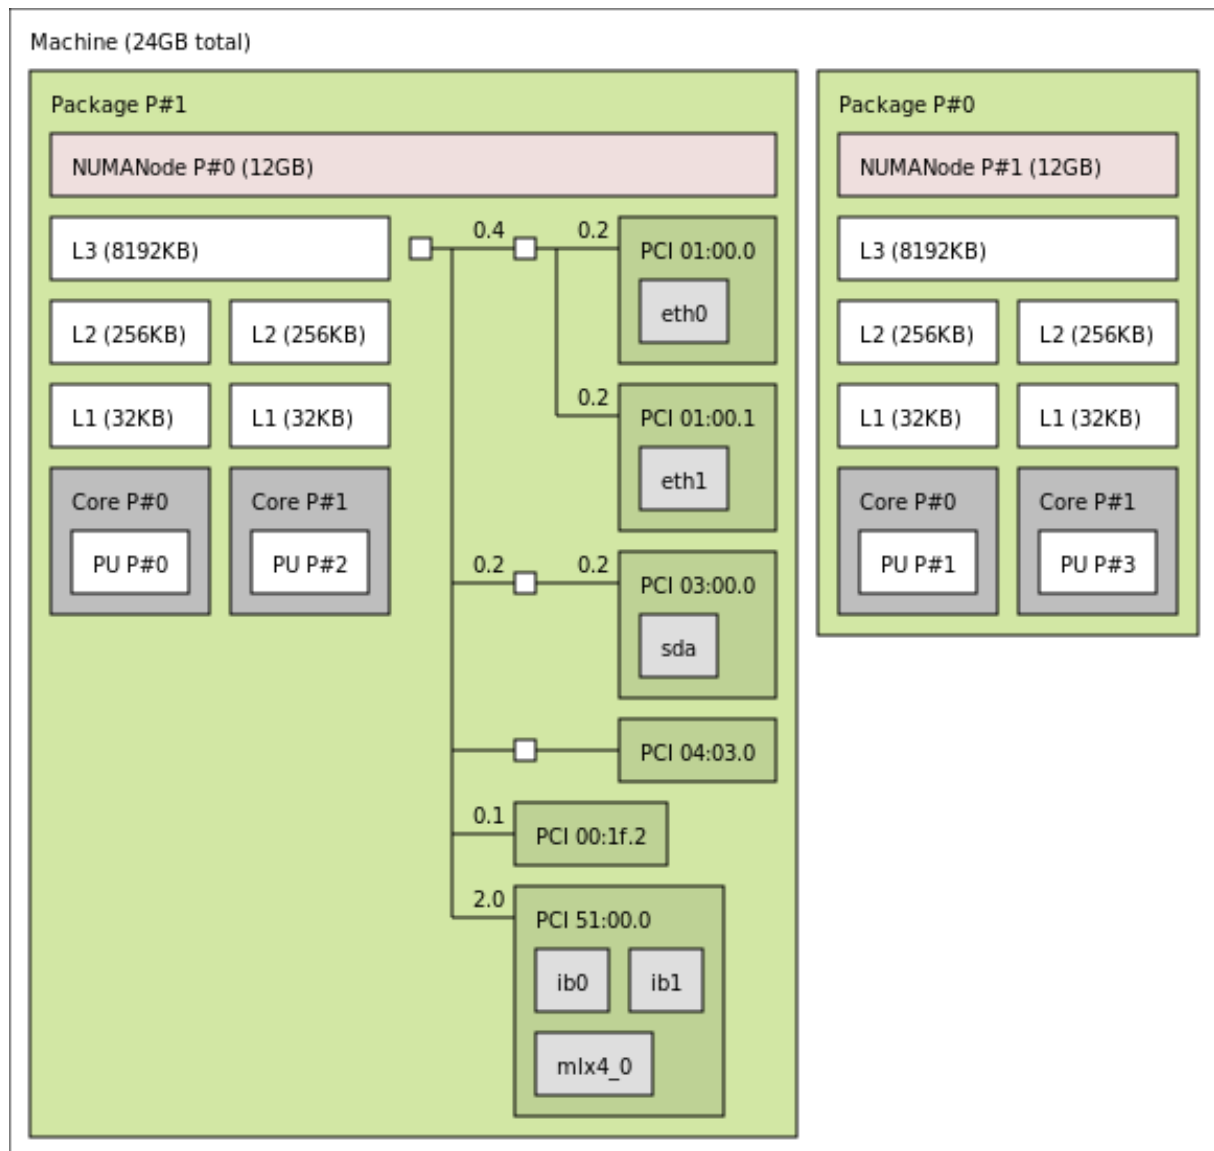 Machine (24GB total)
Package P#1
NUMANode P#0 (12GB)
L3 (8192KB)
L2 (256KB)
L2 (256KB)
L1 (32KB)
L1 (32KB)
Core P#0
PU P#0
Core P#1
PU P#2
0.4
0.2
PCI 01:00.0
eth0
0.2
PCI 01:00.1
eth1
0.2
0.2
PCI 03:00.0
sda
PCI 04:03.0
0.1
PCI 00:1f.2
2.0
PCI 51:00.0
ib0
ib1
mlx4_0
Package P#0
NUMANode P#1 (12GB)
L3 (8192KB)
L2 (256KB)
L2 (256KB)
L1 (32KB)
L1 (32KB)
Core P#0
PU P#1
Core P#1
PU P#3